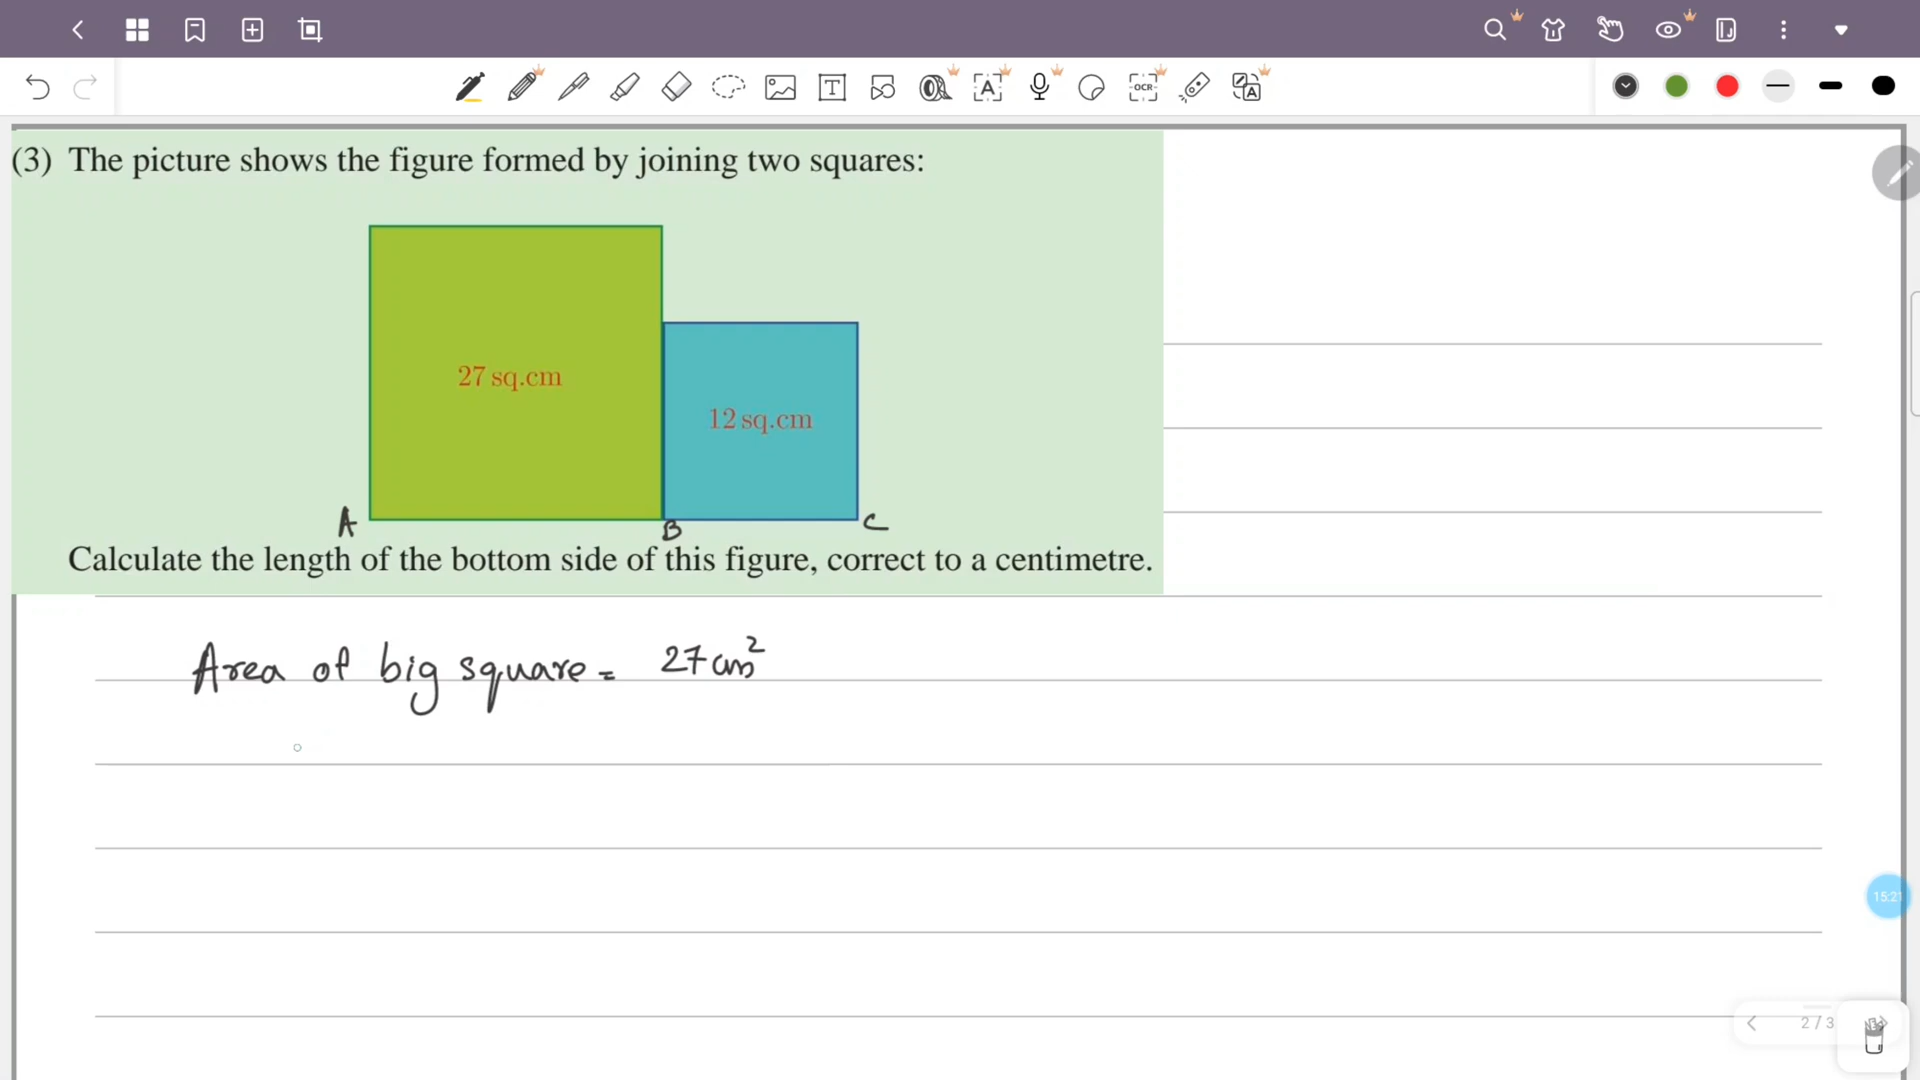 (3) The picture shows the figure formed by joining two squares:
27 sq.cm
12 sq.cm
A B C
Calculate the length of the bottom side of this figure, correct to a centimetre.
Area of big square = 27 cm²
15:21
2 / 3